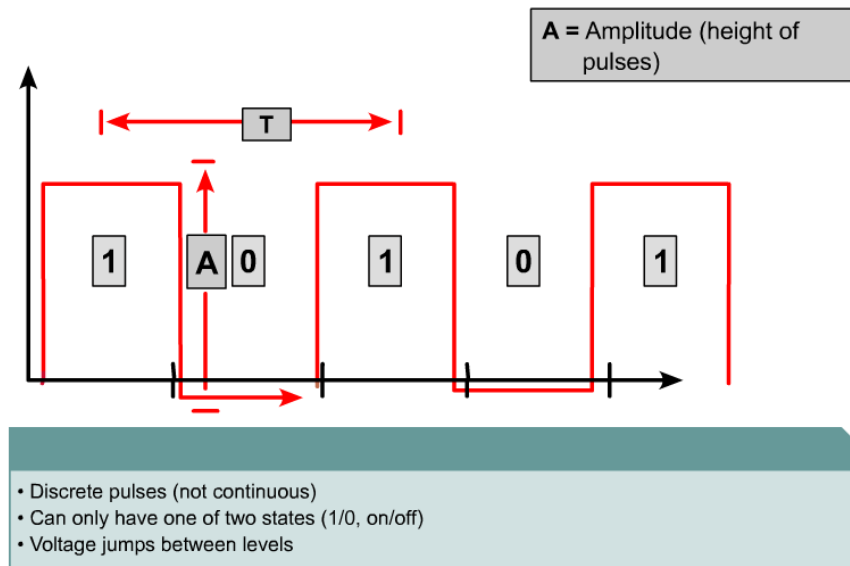 A = Amplitude (height of
pulses)
T
1 A 0 1 0 1
• Discrete pulses (not continuous)
• Can only have one of two states (1/0, on/off)
• Voltage jumps between levels